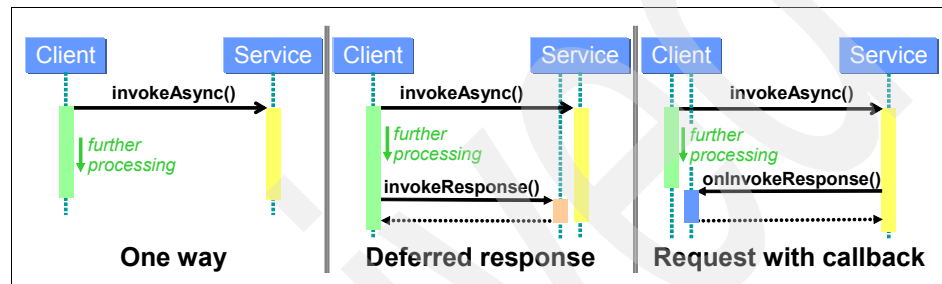 Client
Service
invokeAsync()
further
processing
One way
Client
Service
invokeAsync()
further
processing
invokeResponse()
Deferred response
Client
Service
invokeAsync()
further
processing
onInvokeResponse()
Request with callback